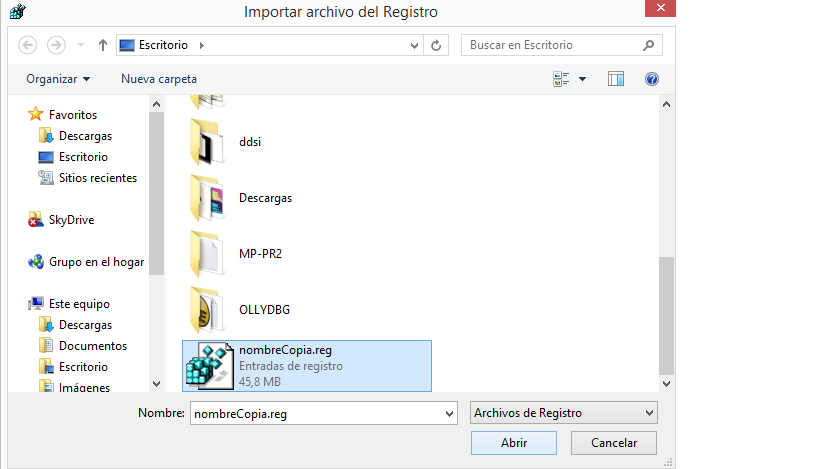 Importar archivo del Registro
Escritorio
Buscar en Escritorio
Organizar
Nueva carpeta
Favoritos
Descargas
Escritorio
Sitios recientes
SkyDrive
Grupo en el hogar
Este equipo
Descargas
Documentos
Escritorio
Imágenes
ddsi
Descargas
MP-PR2
OLLYDBG
nombreCopia.reg
Entradas de registro
45,8 MB
Nombre: nombreCopia.reg
Archivos de Registro
Abrir
Cancelar